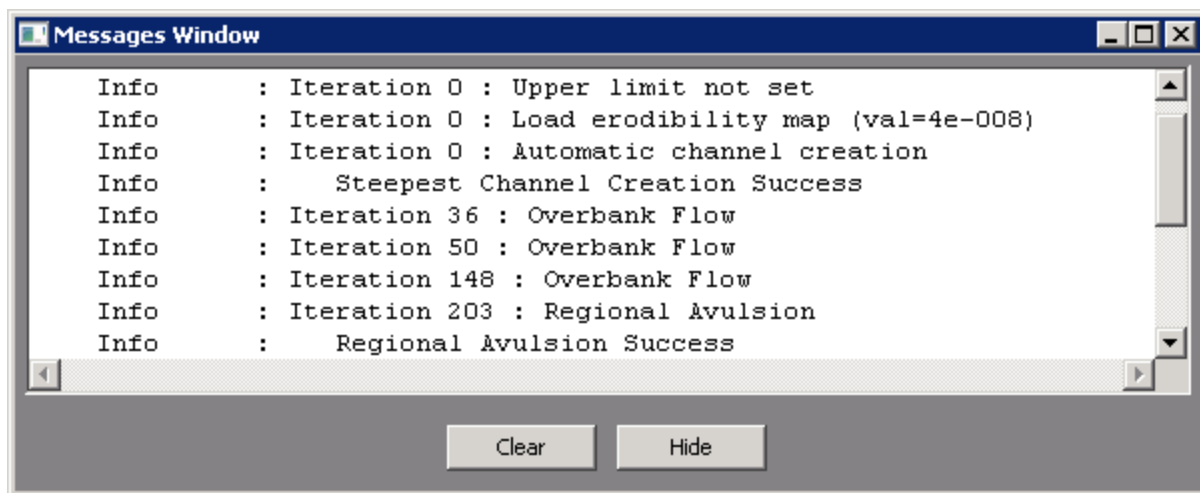 Messages Window
Info : Iteration 0 : Upper limit not set
Info : Iteration 0 : Load erodibility map (val=4e-008)
Info : Iteration 0 : Automatic channel creation
Info : Steepest Channel Creation Success
Info : Iteration 36 : Overbank Flow
Info : Iteration 50 : Overbank Flow
Info : Iteration 148 : Overbank Flow
Info : Iteration 203 : Regional Avulsion
Info : Regional Avulsion Success
Clear Hide